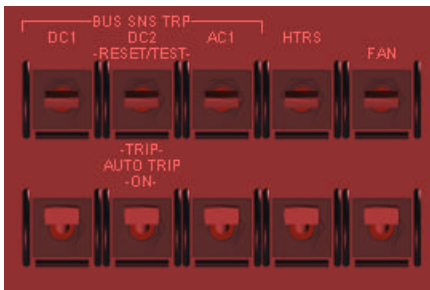 BUS SNS TRP
DC1 DC2 AC1 HTRS
-RESET/TEST- FAN
-TRIP-
AUTO TRIP
-ON-